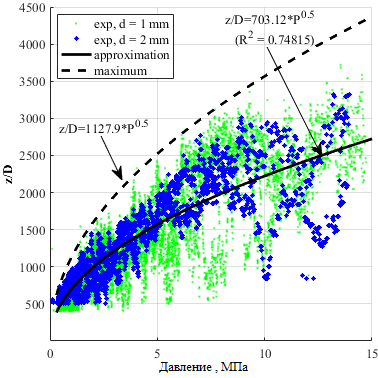 4500
4000
3500
3000
2500
2000
1500
1000
500
z/D
exp, d = 1 mm
exp, d = 2 mm
approximation
maximum
z/D=703.12*P^0.5
(R^2 = 0.74815)
z/D=1127.9*P^0.5
0 5 10 15
Давление , МПа